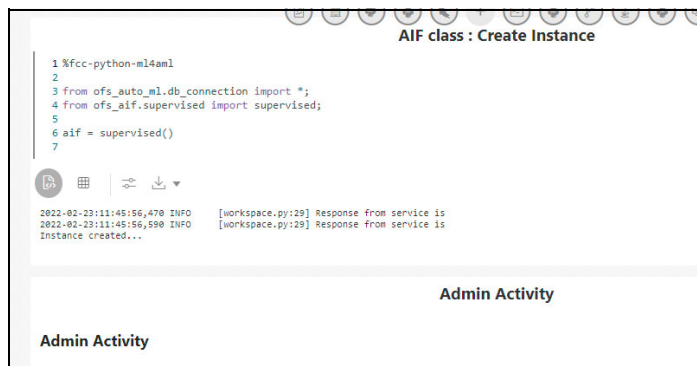 AIF class : Create Instance
1 %fcc-python-ml4aml
2
3 from ofs_auto_ml.db_connection import *;
4 from ofs_aif.supervised import supervised;
5
6 aif = supervised()
7
2022-02-23:11:45:56,470 INFO [workspace.py:29] Response from service is
2022-02-23:11:45:56,590 INFO [workspace.py:29] Response from service is
Instance created...
Admin Activity
Admin Activity